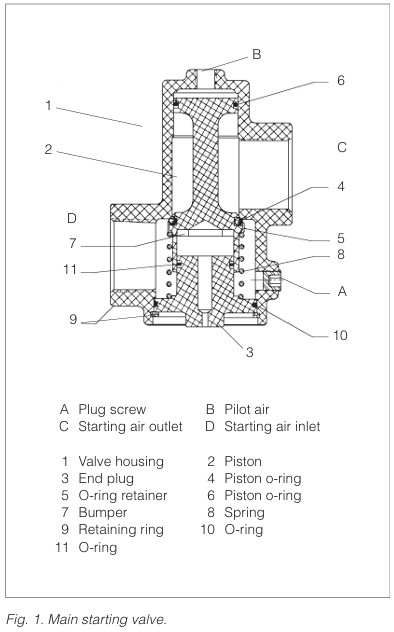 B
6
1
C
2
4
D
5
7
8
11
A
9
10
3
A Plug screw B Pilot air
C Starting air outlet D Starting air inlet
1 Valve housing 2 Piston
3 End plug 4 Piston o-ring
5 O-ring retainer 6 Piston o-ring
7 Bumper 8 Spring
9 Retaining ring 10 O-ring
11 O-ring
Fig. 1. Main starting valve.